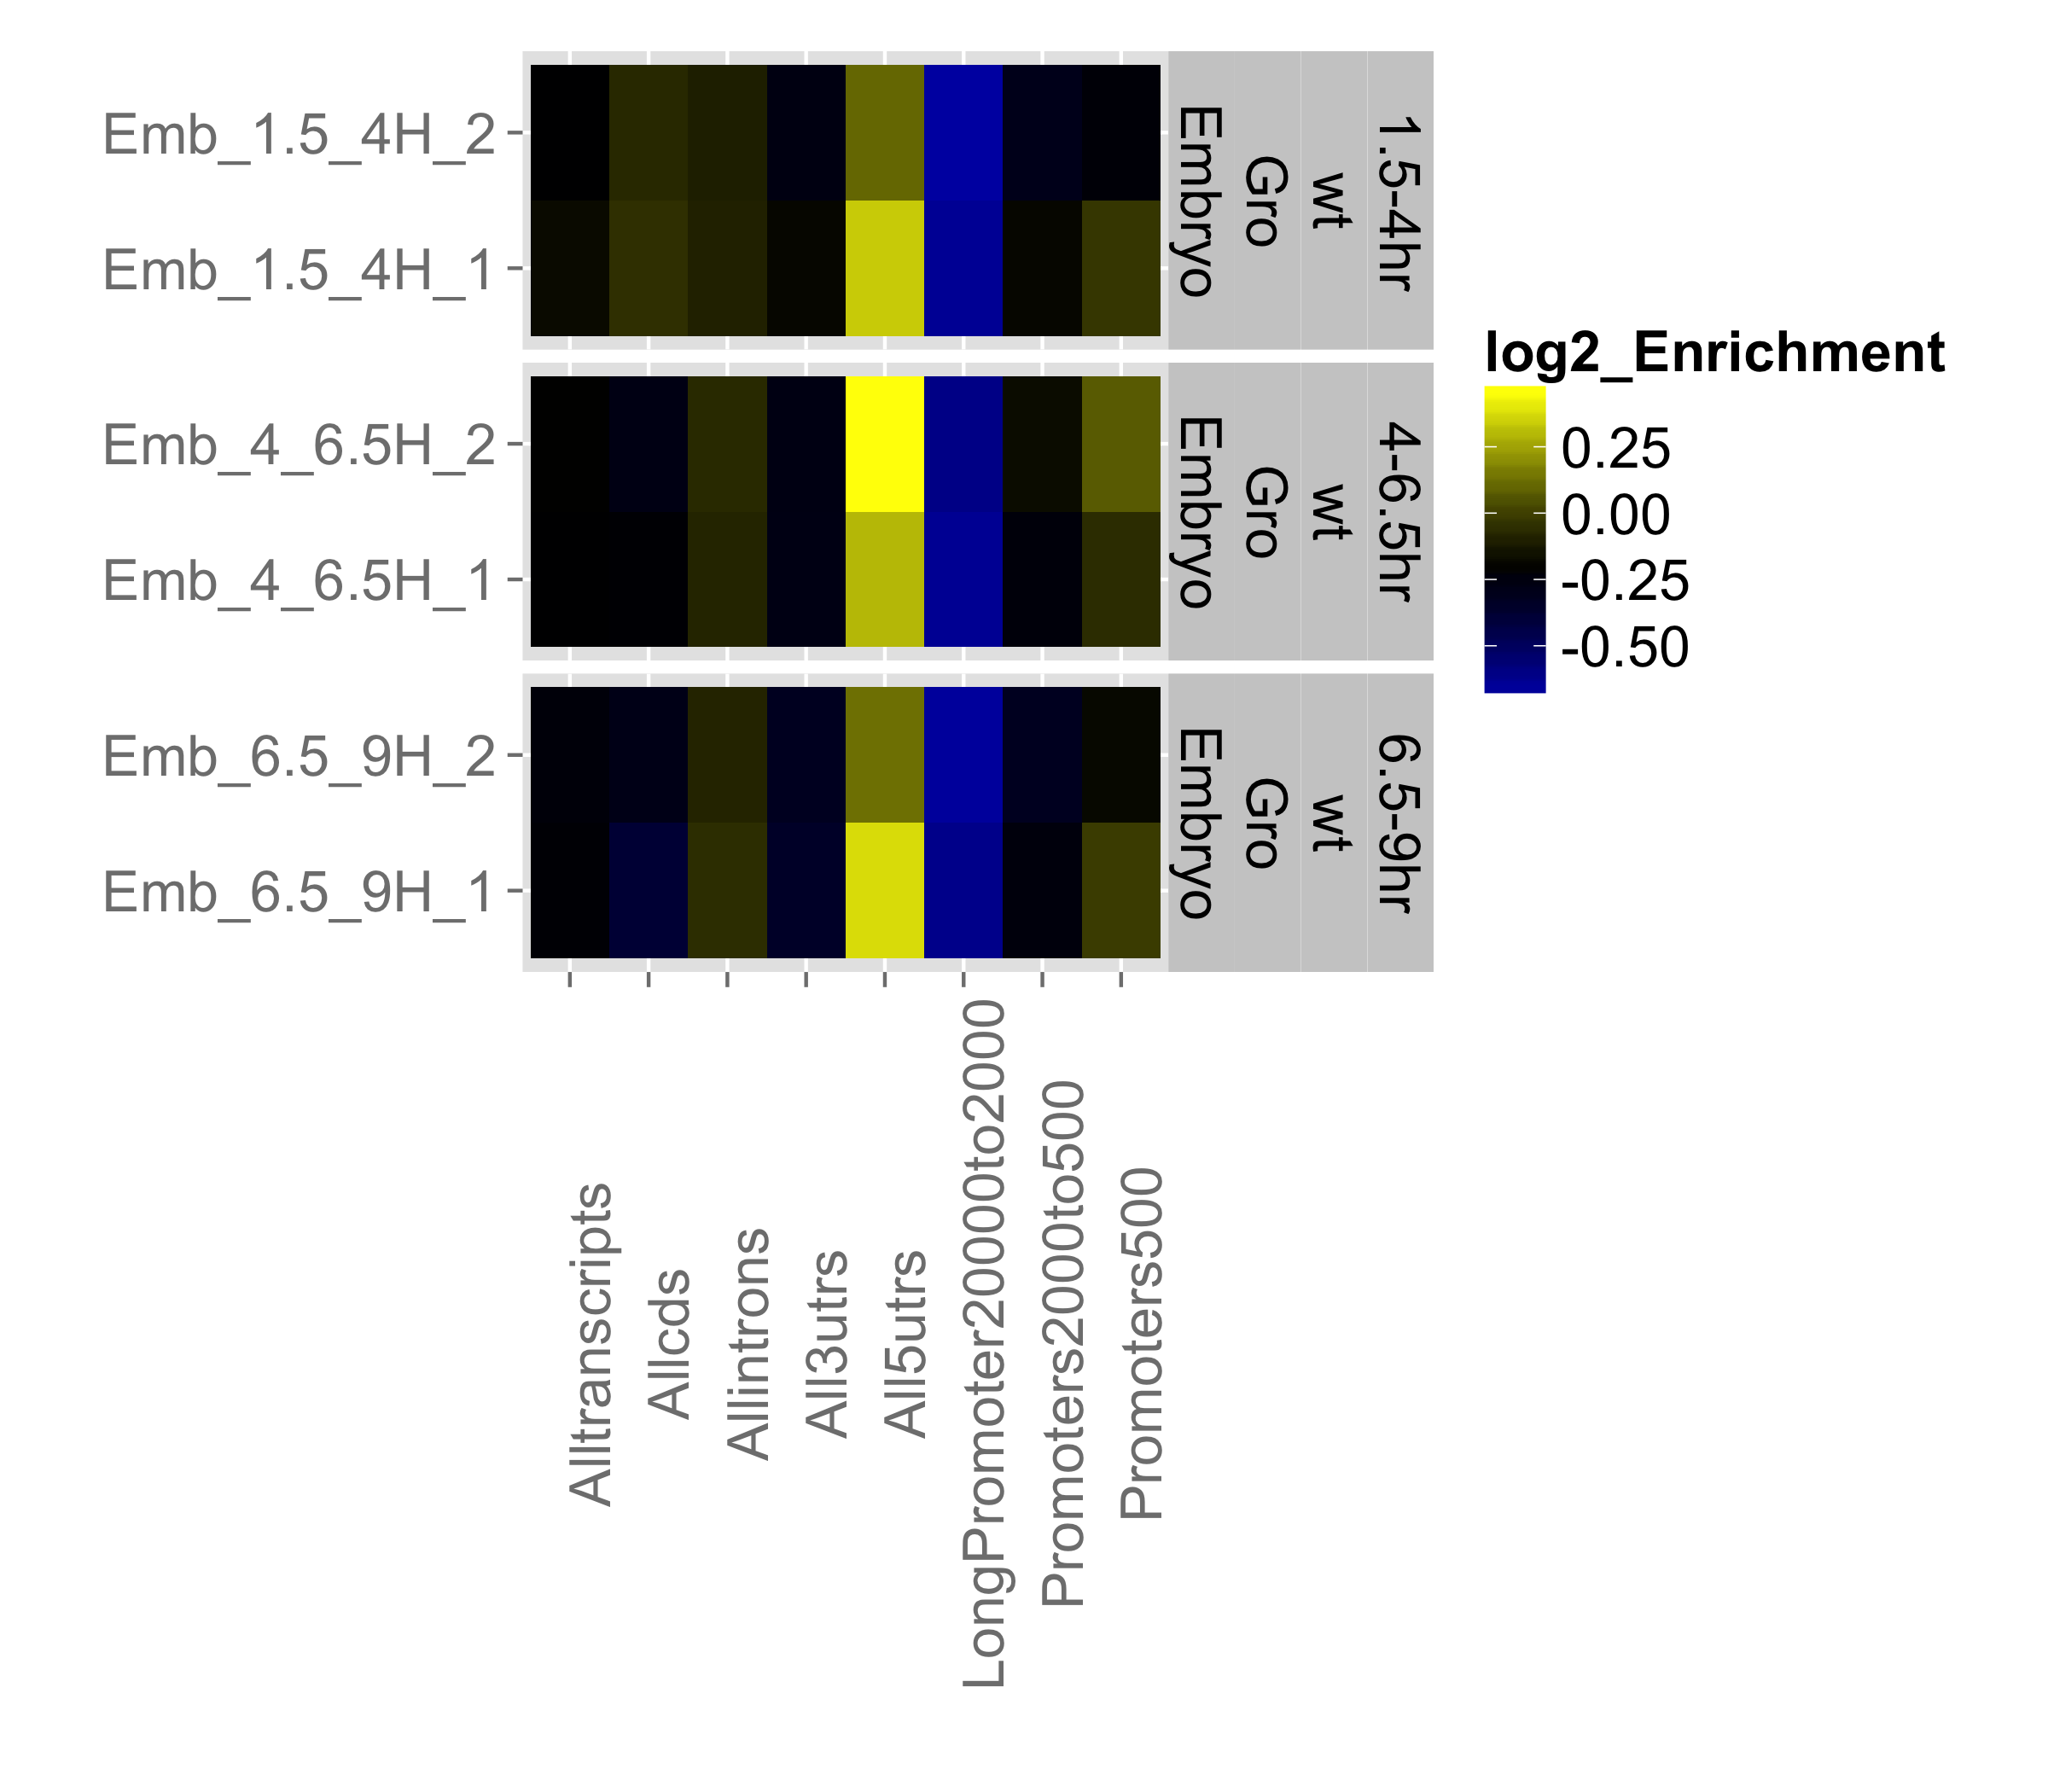 Emb_1.5_4H_2
Emb_1.5_4H_1
Embryo
Gro
wt
1.5-4hr
Emb_4_6.5H_2
Emb_4_6.5H_1
Embryo
Gro
wt
4-6.5hr
Emb_6.5_9H_2
Emb_6.5_9H_1
Embryo
Gro
wt
6.5-9hr
log2_Enrichment
0.25
0.00
-0.25
-0.50
Alltranscripts
Allcds
Allintrons
All3utrs
All5utrs
LongPromoter20000to2000
Promoters2000to500
Promoters500